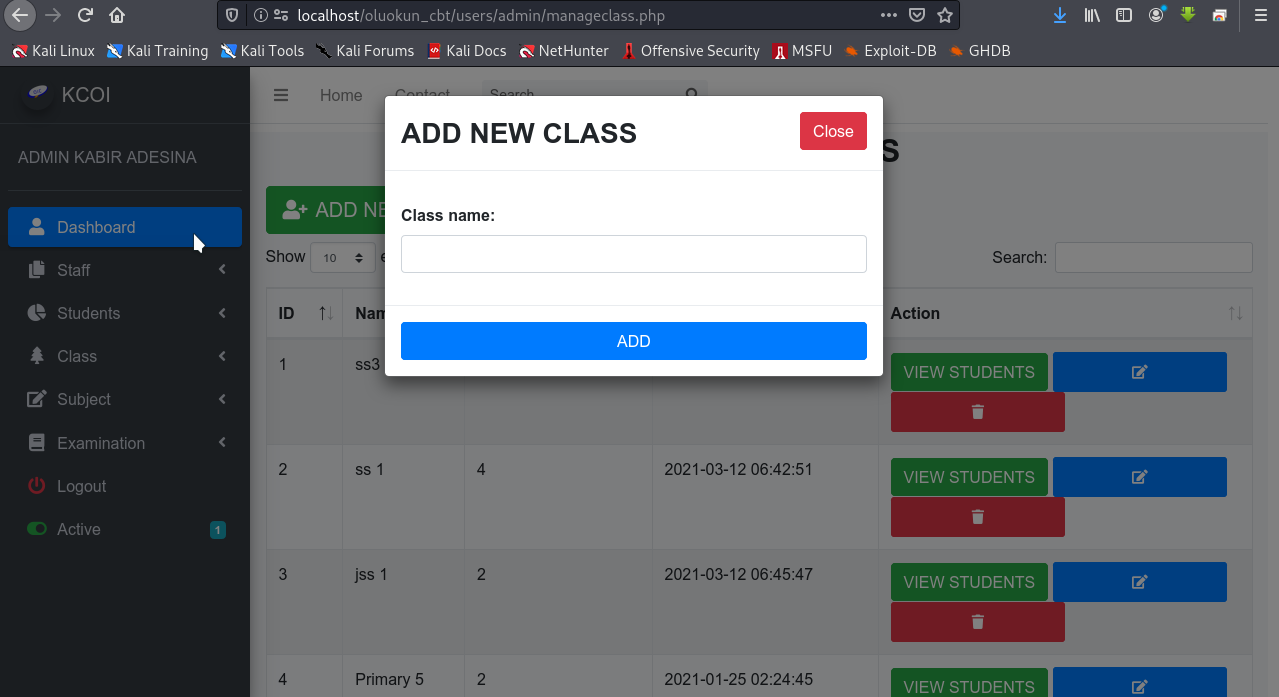 localhost/oluokun_cbt/users/admin/manageclass.php
Kali Linux Kali Training Kali Tools Kali Forums Kali Docs NetHunter Offensive Security MSFU Exploit-DB GHDB
KCOI
Home Contact Search
ADMIN KABIR ADESINA
Dashboard
Staff
Students
Class
Subject
Examination
Logout
Active 1
ADD NEW CLASS Close
Class name:
ADD
S
ADD NE
Show 10 e Search:
ID Nam Action
1 ss3 VIEW STUDENTS
2 ss 1 4 2021-03-12 06:42:51 VIEW STUDENTS
3 jss 1 2 2021-03-12 06:45:47 VIEW STUDENTS
4 Primary 5 2 2021-01-25 02:24:45 VIEW STUDENTS